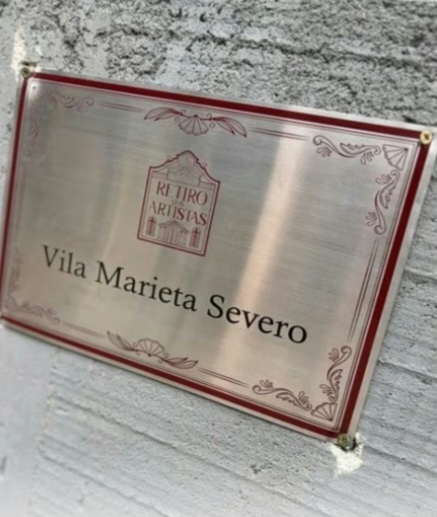 RETIRO
DOS
ARTISTAS
Vila Marieta Severo